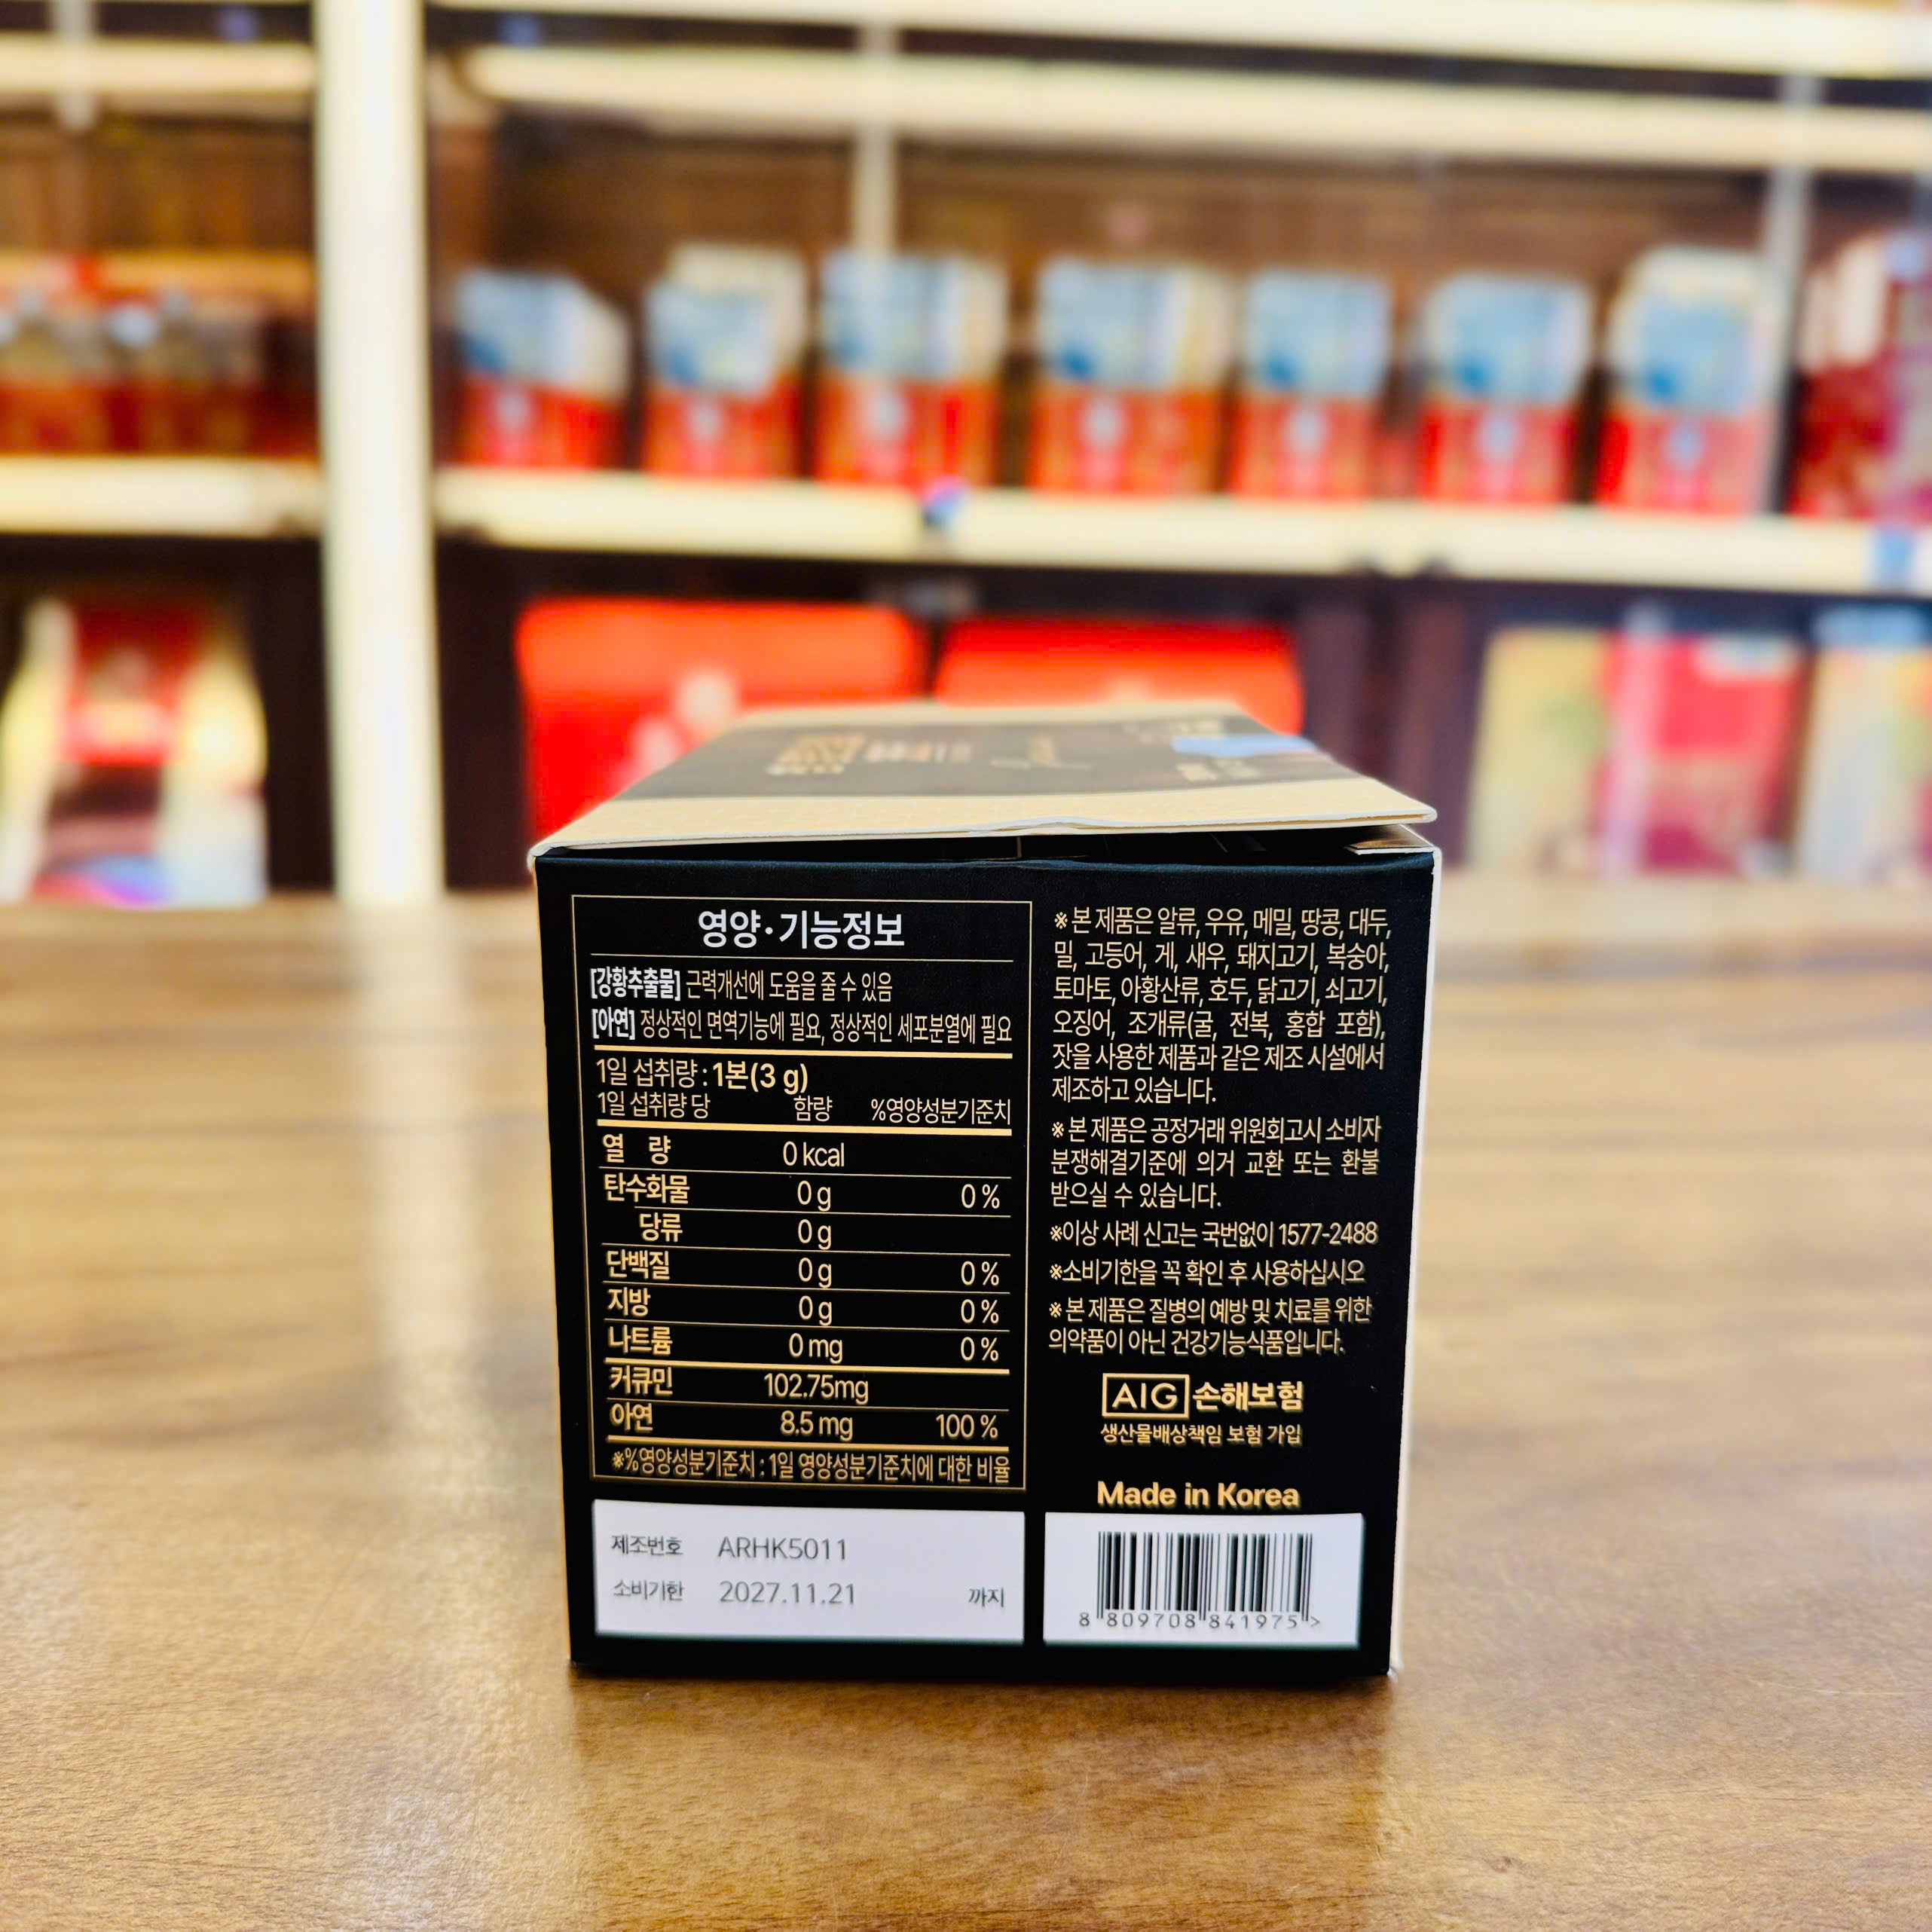 영양·기능정보
[강황추출물] 근력개선에 도움을 줄 수 있음
[아연] 정상적인 면역기능에 필요, 정상적인 세포분열에 필요
1일 섭취량 : 1본(3 g)
1일 섭취량 당 함량 %영양성분기준치
열 량 0 kcal
탄수화물 0 g 0 %
당류 0 g
단백질 0 g 0 %
지방 0 g 0 %
나트륨 0 mg 0 %
커큐민 102.75mg
아연 8.5 mg 100 %
※%영양성분기준치 : 1일 영양성분기준치에 대한 비율
제조번호 ARHK5011
소비기한 2027.11.21 까지
※ 본 제품은 알류, 우유, 메밀, 땅콩, 대두,
밀, 고등어, 게, 새우, 돼지고기, 복숭아,
토마토, 아황산류, 호두, 닭고기, 쇠고기,
오징어, 조개류(굴, 전복, 홍합 포함),
잣을 사용한 제품과 같은 제조 시설에서
제조하고 있습니다.
※ 본 제품은 공정거래 위원회고시 소비자
분쟁해결기준에 의거 교환 또는 환불
받으실 수 있습니다.
※이상 사례 신고는 국번없이 1577-2488
※소비기한을 꼭 확인 후 사용하십시오
※ 본 제품은 질병의 예방 및 치료를 위한
의약품이 아닌 건강기능식품입니다.
AIG 손해보험
생산물배상책임 보험 가입
Made in Korea
8 809708 841975 >